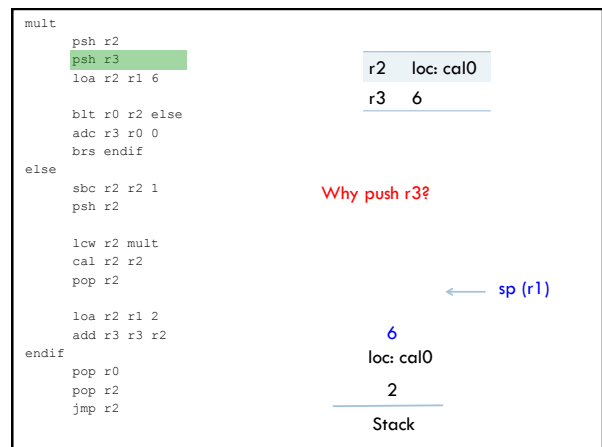 mult
psh r2
psh r3
loa r2 r1 6
blt r0 r2 else
adc r3 r0 0
brs endif
else
sbc r2 r2 1
psh r2
lcw r2 mult
cal r2 r2
pop r2
loa r2 r1 2
add r3 r3 r2
endif
pop r0
pop r2
jmp r2
r2 loc: cal0
r3 6
Why push r3?
sp (r1)
6
loc: cal0
2
Stack